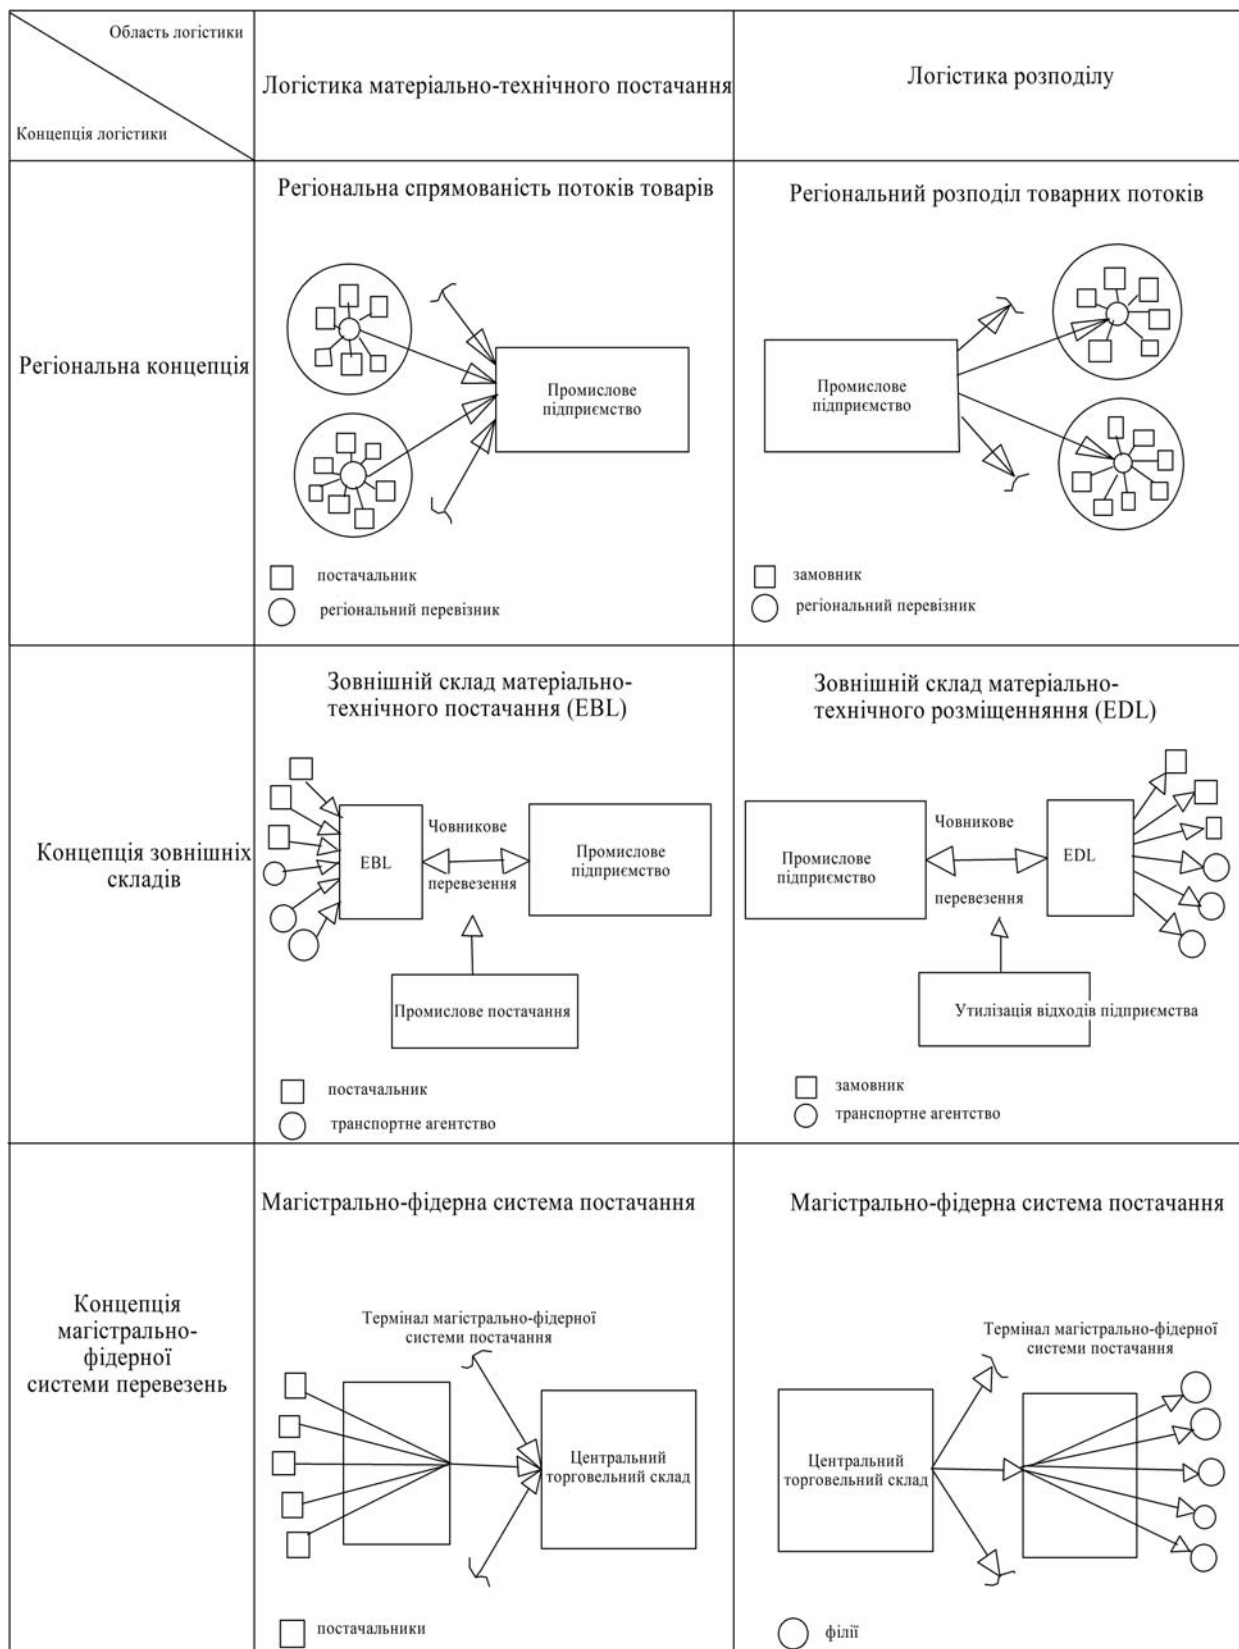 Область логістики
Концепція логістики
Логістика матеріально-технічного постачання
Логістика розподілу
Регіональна концепція
Регіональна спрямованість потоків товарів
Промислове
підприємство
постачальник
регіональний перевізник
Регіональний розподіл товарних потоків
Промислове
підприємство
замовник
регіональний перевізник
Концепція зовнішніх
складів
Зовнішній склад матеріально-
технічного постачання (EBL)
EBL
Човникове
перевезення
Промислове
підприємство
Промислове постачання
постачальник
транспортне агентство
Зовнішній склад матеріально-
технічного розміщенняння (EDL)
Промислове
підприємство
Човникове
перевезення
EDL
Утилізація відходів підприємства
замовник
транспортне агентство
Концепція
магістрально-
фідерної
системи перевезень
Магістрально-фідерна система постачання
Термінал магістрально-фідерної
системи постачання
Центральний
торговельний склад
постачальники
Магістрально-фідерна система постачання
Термінал магістрально-фідерної
системи постачання
Центральний
торговельний склад
філії